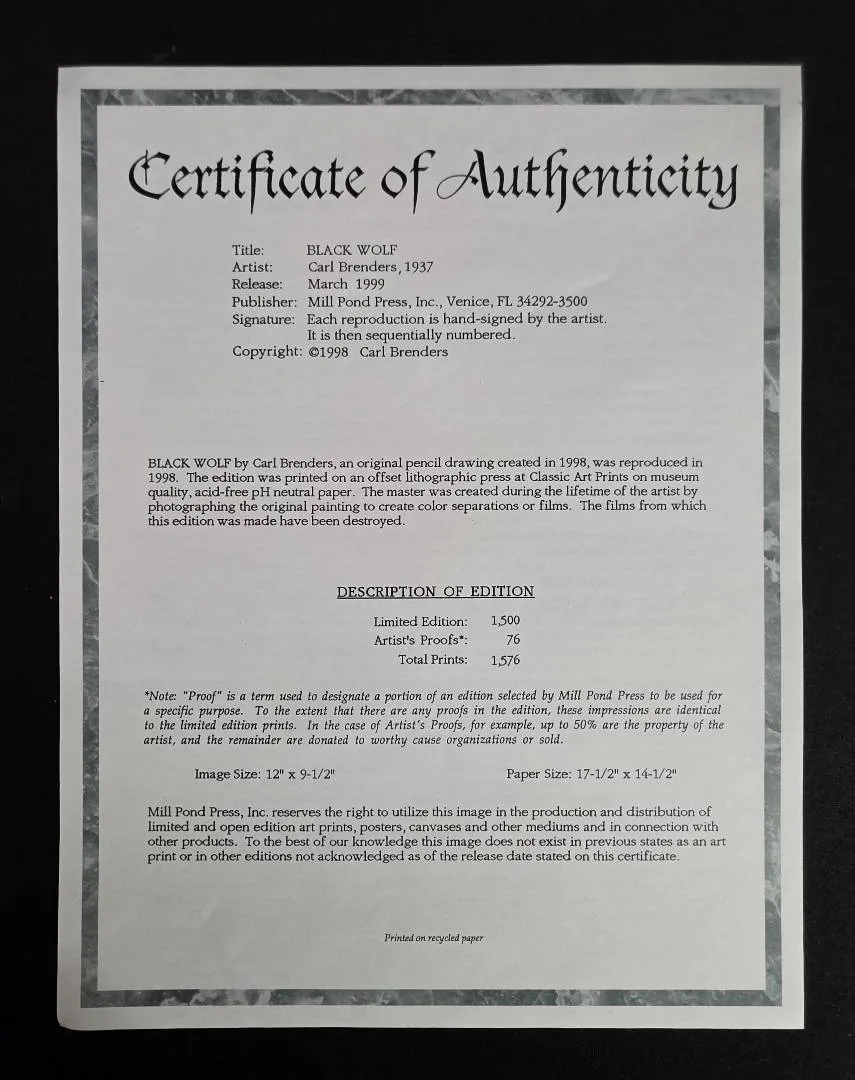 Certificate of Authenticity
Title: BLACK WOLF
Artist: Carl Brenders, 1937
Release: March 1999
Publisher: Mill Pond Press, Inc., Venice, FL 34292-3500
Signature: Each reproduction is hand-signed by the artist.
It is then sequentially numbered.
Copyright: ©1998 Carl Brenders
BLACK WOLF by Carl Brenders, an original pencil drawing created in 1998, was reproduced in
1998. The edition was printed on an offset lithographic press at Classic Art Prints on museum
quality, acid-free pH neutral paper. The master was created during the lifetime of the artist by
photographing the original painting to create color separations or films. The films from which
this edition was made have been destroyed.
DESCRIPTION OF EDITION
Limited Edition: 1,500
Artist's Proofs*: 76
Total Prints: 1,576
*Note: "Proof" is a term used to designate a portion of an edition selected by Mill Pond Press to be used for
a specific purpose. To the extent that there are any proofs in the edition, these impressions are identical
to the limited edition prints. In the case of Artist's Proofs, for example, up to 50% are the property of the
artist, and the remainder are donated to worthy cause organizations or sold.
Image Size: 12" x 9-1/2" Paper Size: 17-1/2" x 14-1/2"
Mill Pond Press, Inc. reserves the right to utilize this image in the production and distribution of
limited and open edition art prints, posters, canvases and other mediums and in connection with
other products. To the best of our knowledge this image does not exist in previous states as an art
print or in other editions not acknowledged as of the release date stated on this certificate.
Printed on recycled paper